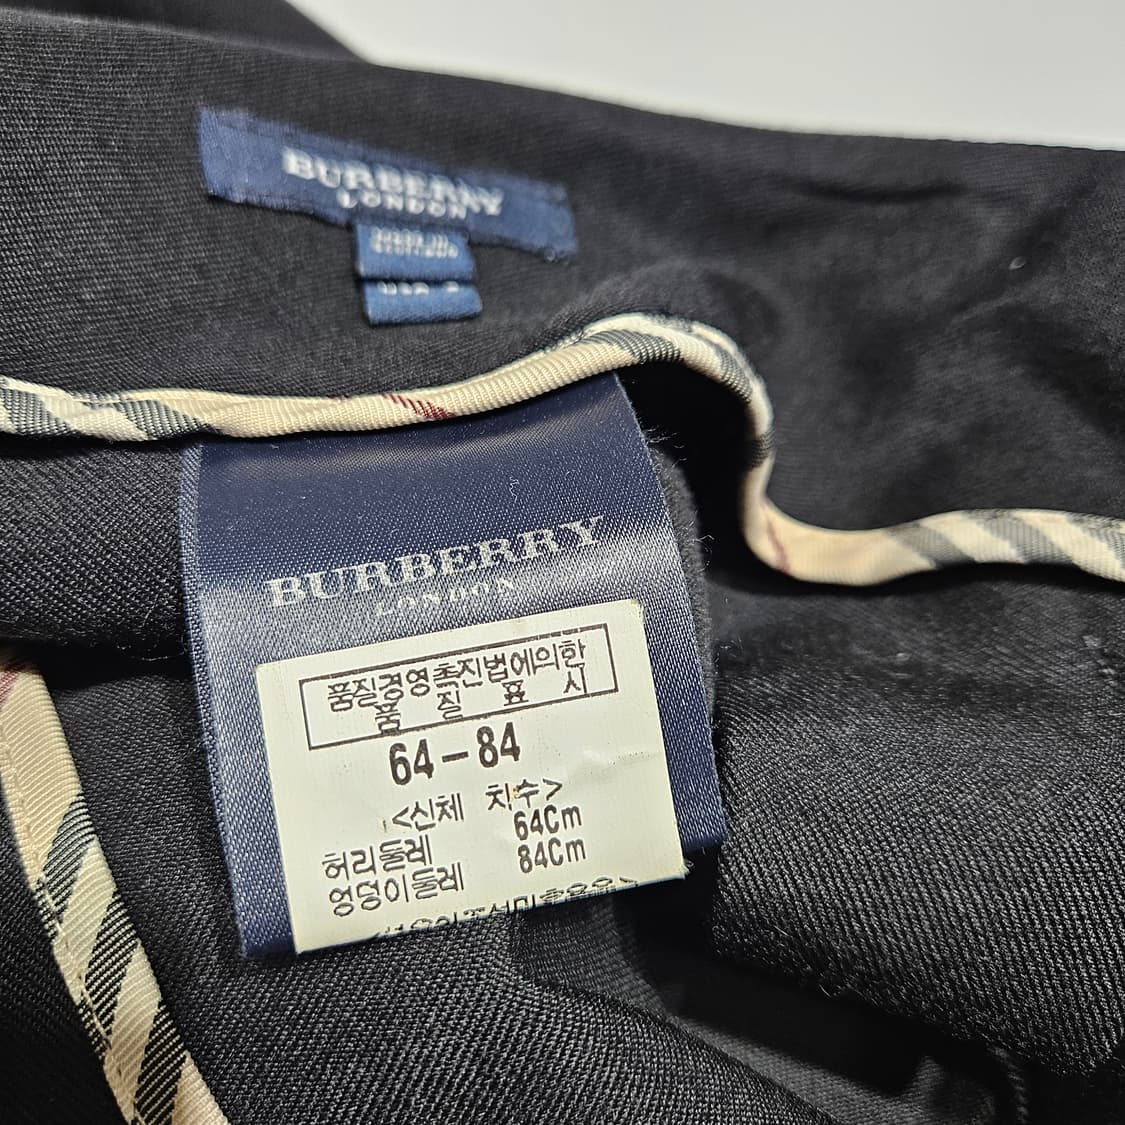 BURBERRY
LONDON
USA
BURBERRY
LONDON
품질경영촉진법에의한
품 질 표 시
64-84
<신체 치수>
허리둘레 64Cm
엉덩이둘레 84Cm